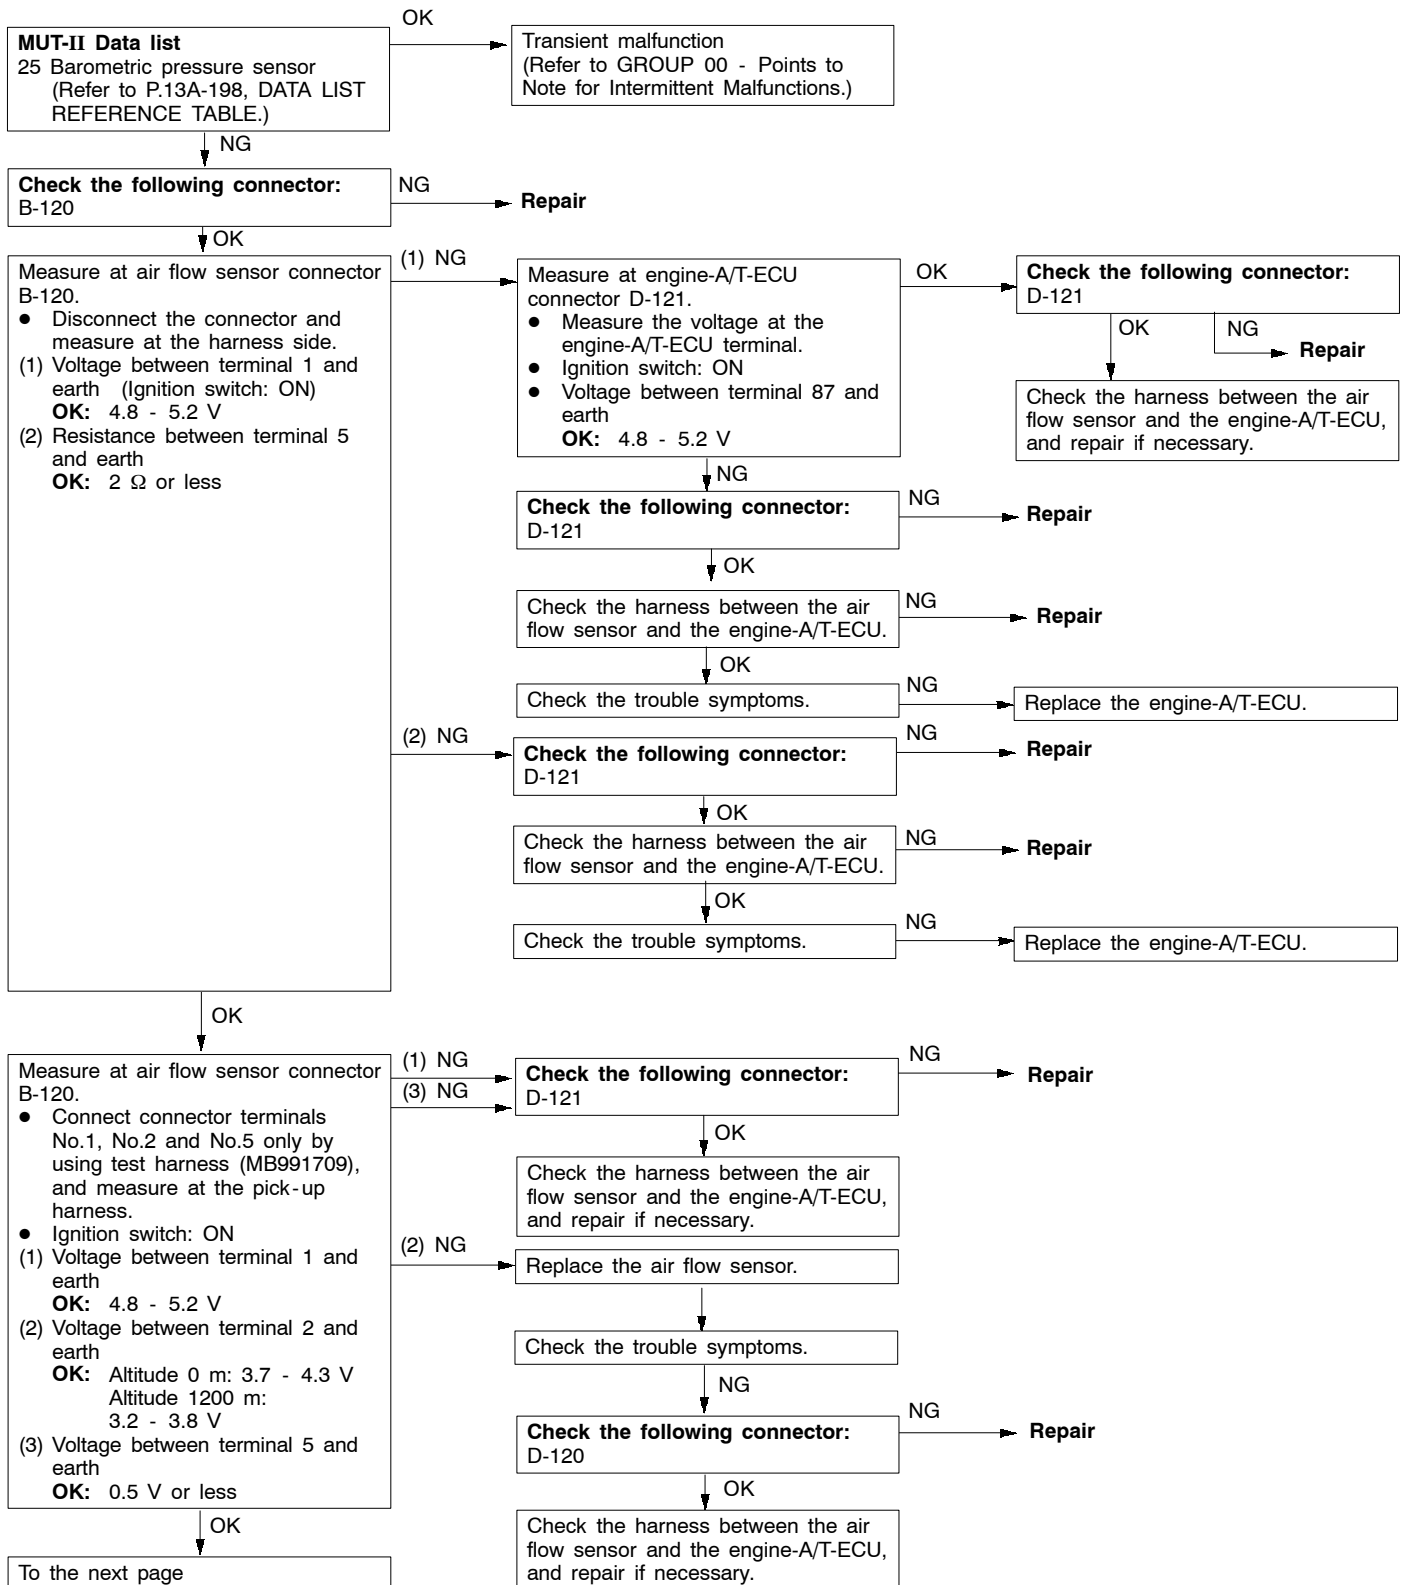 MUT-II Data list
25 Barometric pressure sensor
(Refer to P.13A-198, DATA LIST
REFERENCE TABLE.)
OK
Transient malfunction
(Refer to GROUP 00 - Points to
Note for Intermittent Malfunctions.)
NG
Check the following connector:
B-120
NG
Repair
OK
Measure at air flow sensor connector
B-120.
● Disconnect the connector and
measure at the harness side.
(1) Voltage between terminal 1 and
earth (Ignition switch: ON)
OK: 4.8 - 5.2 V
(2) Resistance between terminal 5
and earth
OK: 2 Ω or less
(1) NG
Measure at engine-A/T-ECU
connector D-121.
● Measure the voltage at the
engine-A/T-ECU terminal.
● Ignition switch: ON
● Voltage between terminal 87 and
earth
OK: 4.8 - 5.2 V
OK
Check the following connector:
D-121
OK
NG
Repair
Check the harness between the air
flow sensor and the engine-A/T-ECU,
and repair if necessary.
NG
Check the following connector:
D-121
NG
Repair
OK
Check the harness between the air
flow sensor and the engine-A/T-ECU.
NG
Repair
OK
Check the trouble symptoms.
NG
Replace the engine-A/T-ECU.
(2) NG
Check the following connector:
D-121
NG
Repair
OK
Check the harness between the air
flow sensor and the engine-A/T-ECU.
NG
Repair
OK
Check the trouble symptoms.
NG
Replace the engine-A/T-ECU.
OK
Measure at air flow sensor connector
B-120.
● Connect connector terminals
No.1, No.2 and No.5 only by
using test harness (MB991709),
and measure at the pick-up
harness.
● Ignition switch: ON
(1) Voltage between terminal 1 and
earth
OK: 4.8 - 5.2 V
(2) Voltage between terminal 2 and
earth
OK: Altitude 0 m: 3.7 - 4.3 V
Altitude 1200 m:
3.2 - 3.8 V
(3) Voltage between terminal 5 and
earth
OK: 0.5 V or less
(1) NG
(3) NG
Check the following connector:
D-121
NG
Repair
OK
Check the harness between the air
flow sensor and the engine-A/T-ECU,
and repair if necessary.
(2) NG
Replace the air flow sensor.
Check the trouble symptoms.
NG
Check the following connector:
D-120
NG
Repair
OK
Check the harness between the air
flow sensor and the engine-A/T-ECU,
and repair if necessary.
OK
To the next page